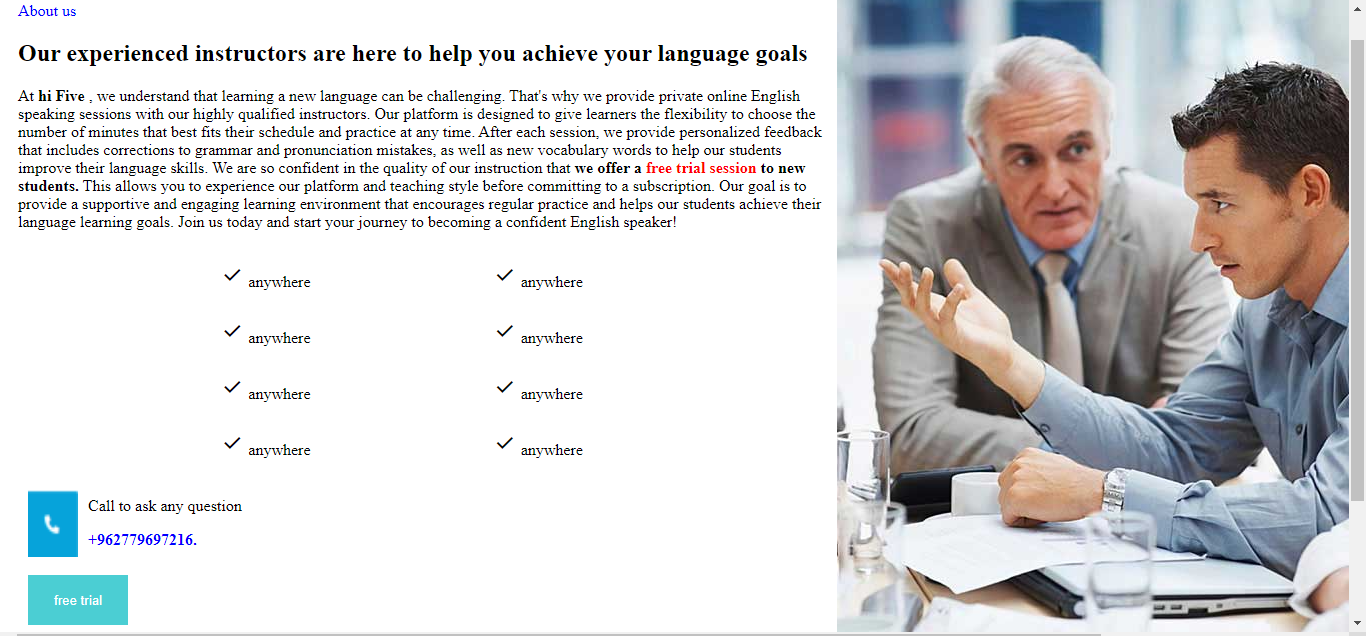 About us
Our experienced instructors are here to help you achieve your language goals
At hi Five , we understand that learning a new language can be challenging. That's why we provide private online English
speaking sessions with our highly qualified instructors. Our platform is designed to give learners the flexibility to choose the
number of minutes that best fits their schedule and practice at any time. After each session, we provide personalized feedback
that includes corrections to grammar and pronunciation mistakes, as well as new vocabulary words to help our students
improve their language skills. We are so confident in the quality of our instruction that we offer a free trial session to new
students. This allows you to experience our platform and teaching style before committing to a subscription. Our goal is to
provide a supportive and engaging learning environment that encourages regular practice and helps our students achieve their
language learning goals. Join us today and start your journey to becoming a confident English speaker!
anywhere anywhere
anywhere anywhere
anywhere anywhere
anywhere anywhere
Call to ask any question
+962779697216.
free trial